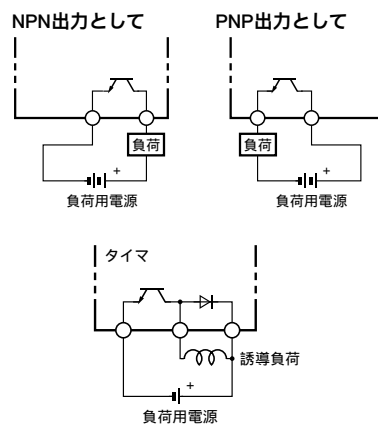 NPN出力として
PNP出力として
負荷
+
負荷用電源
負荷
+
負荷用電源
タイマ
誘導負荷
+
負荷用電源